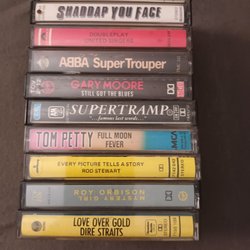 SHADDAP YOU FACE
DOUBLEPLAY
UNITED SINGERS
ABBA Super Trouper
GARY MOORE
STILL GOT THE BLUES
SUPERTRAMP
"...famous last words..."
TOM PETTY FULL MOON
FEVER
MCA
EVERY PICTURE TELLS A STORY
ROD STEWART
ROY ORBISON
MYSTERY GIRL
LOVE OVER GOLD
DIRE STRAITS